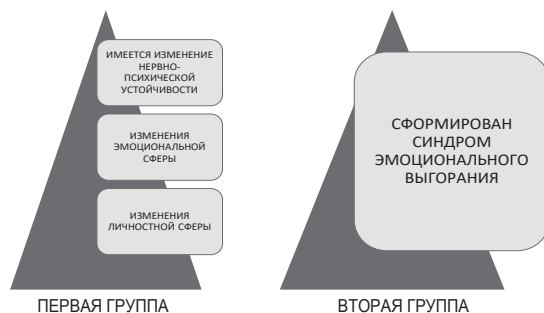 ИМЕЕТСЯ ИЗМЕНЕНИЕ
НЕРВНО-
ПСИХИЧЕСКОЙ
УСТОЙЧИВОСТИ
ИЗМЕНЕНИЯ
ЭМОЦИОНАЛЬНОЙ
СФЕРЫ
ИЗМЕНЕНИЯ
ЛИЧНОСТНОЙ СФЕРЫ
ПЕРВАЯ ГРУППА
СФОРМИРОВАН
СИНДРОМ
ЭМОЦИОНАЛЬНОГО
ВЫГОРАНИЯ
ВТОРАЯ ГРУППА